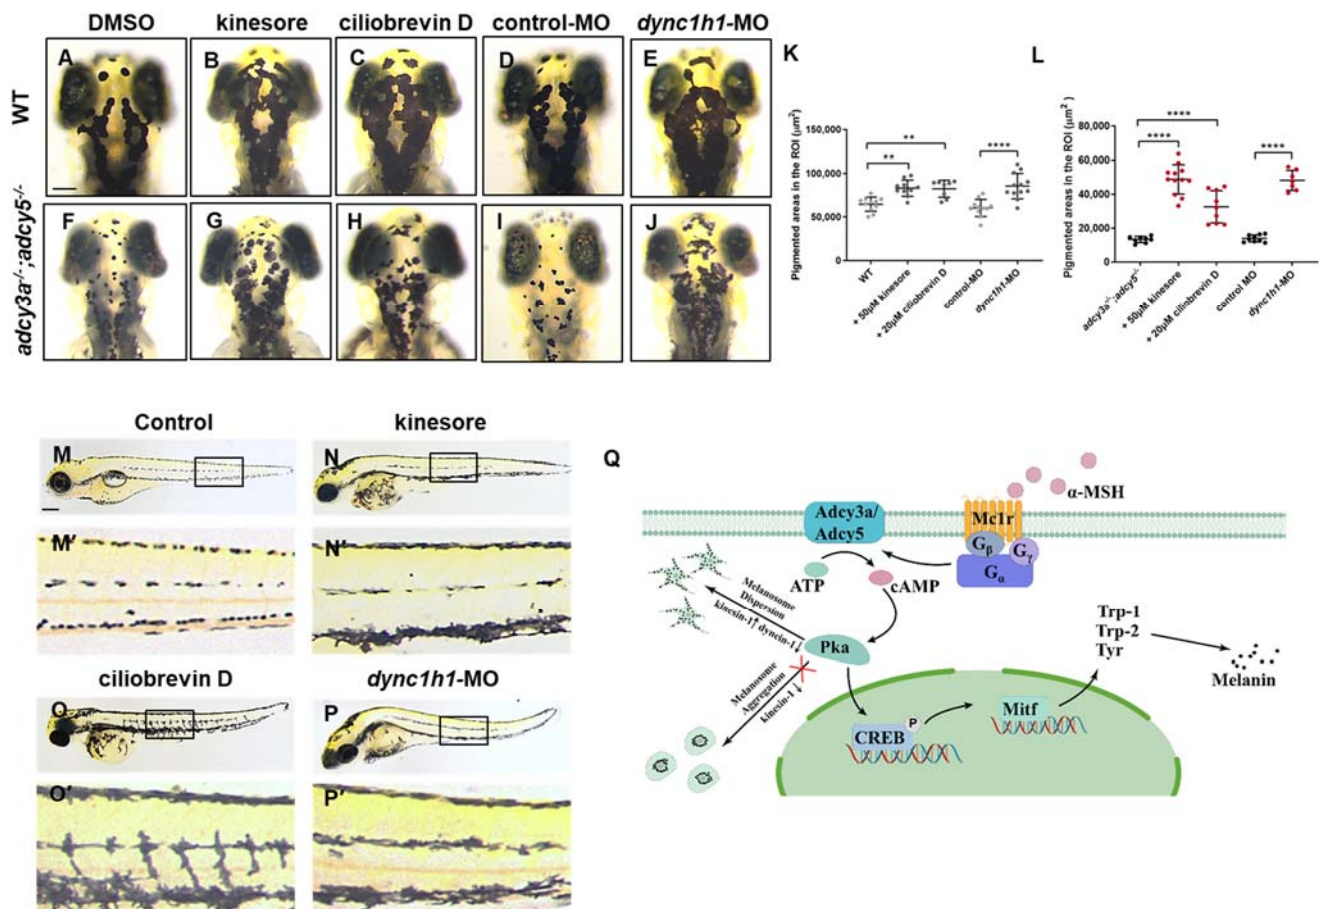 DMSO kinesore ciliobrevin D control-MO dync1h1-MO
WT
A B C D E
adcy3a-/-;adcy5-/-
F G H I J
K
Pigmented areas in the ROI (μm²)
150,000
100,000
50,000
0
** **
****
WT
+ 50μM kinesore
+ 20μM ciliobrevin D
control-MO
dync1h1-MO
L
Pigmented areas in the ROI (μm²)
80,000
60,000
40,000
20,000
0
****
**** ****
adcy3a-/-;adcy5-/-
+ 50μM kinesore
+ 20μM cilinbrevin D
control MO
dync1h1-MO
Control kinesore
M N
M' N'
ciliobrevin D dync1h1-MO
O P
O' P'
Q
α-MSH
Adcy3a/
Adcy5
Mc1r
Gβ Gγ
Gα
ATP cAMP
Melanosome
Dispersion
kinesin-1↑ dynein-1↓
Pka
Melanosome
Aggregation
kinesin-1↓
Trp-1
Trp-2
Tyr
Melanin
P
CREB
Mitf